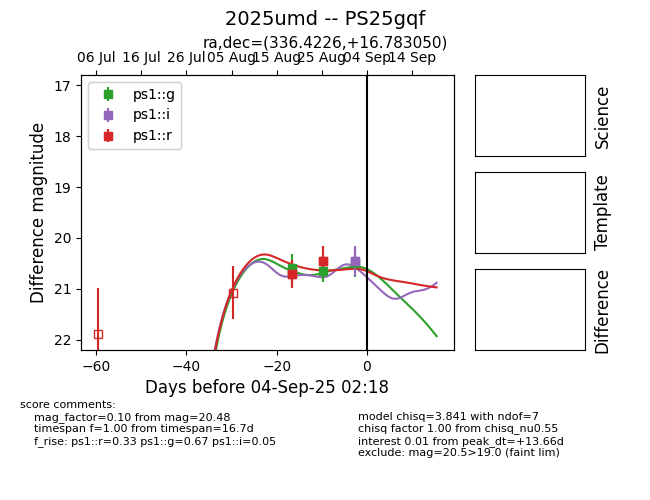 2025umd -- PS25gqf
ra,dec=(336.4226,+16.783050)
06 Jul 16 Jul 26 Jul 05 Aug 15 Aug 25 Aug 04 Sep 14 Sep
17
18
19
20
21
22
Difference magnitude
ps1::g
ps1::i
ps1::r
−60 −40 −20 0
Days before 04-Sep-25 02:18
Science
Template
Difference
score comments:
mag_factor=0.10 from mag=20.48
timespan f=1.00 from timespan=16.7d
f_rise: ps1::r=0.33 ps1::g=0.67 ps1::i=0.05
model chisq=3.841 with ndof=7
chisq factor 1.00 from chisq_nu0.55
interest 0.01 from peak_dt=+13.66d
exclude: mag=20.5>19.0 (faint lim)